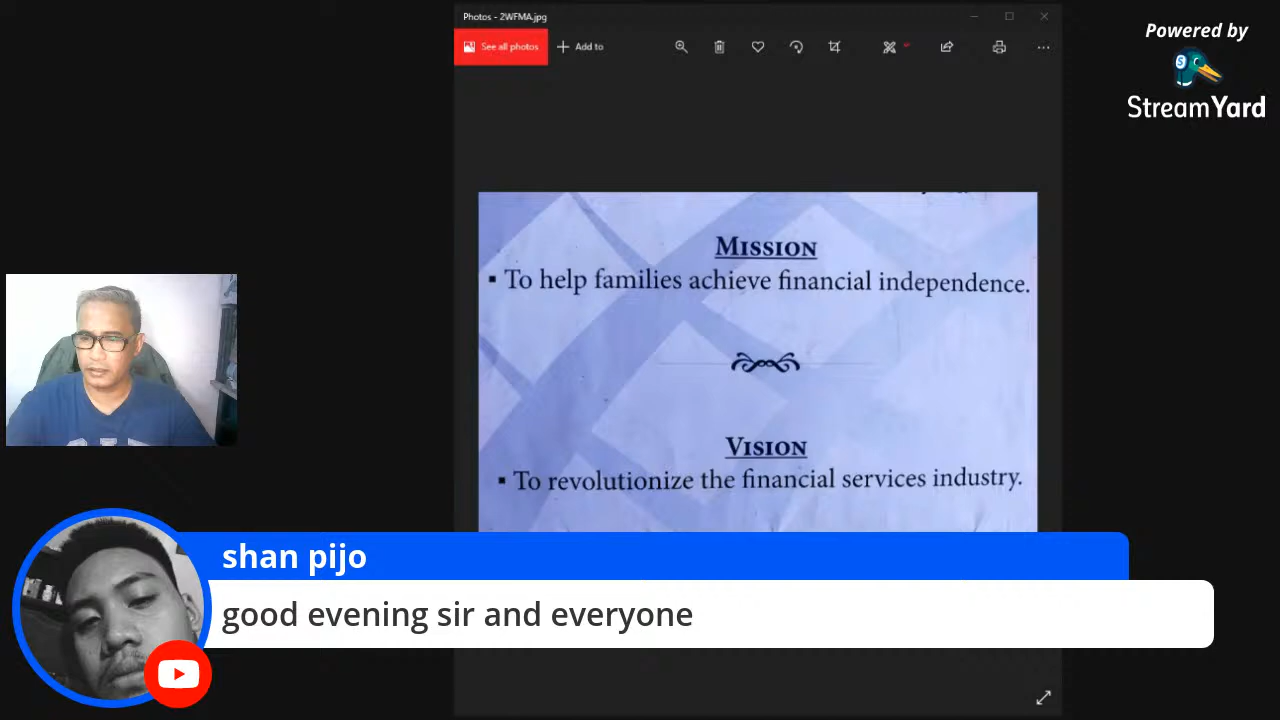 Photos - 2WFMA.jpg
See all photos
Add to
Powered by
StreamYard
MISSION
▪ To help families achieve financial independence.
VISION
▪ To revolutionize the financial services industry.
shan pijo
good evening sir and everyone